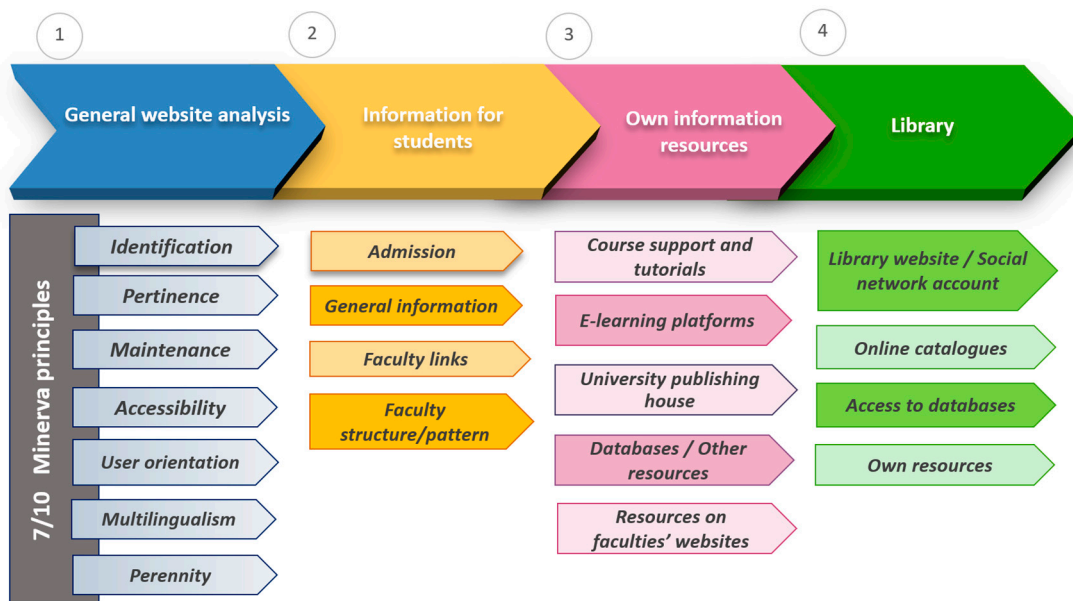 1
2
3
4
General website analysis
Information for
students
Own information
resources
Library
7/10 Minerva principles
Identification
Pertinence
Maintenance
Accessibility
User orientation
Multilingualism
Perennity
Admission
General information
Faculty links
Faculty
structure/pattern
Course support and
tutorials
E-learning platforms
University publishing
house
Databases / Other
resources
Resources on
faculties’ websites
Library website / Social
network account
Online catalogues
Access to databases
Own resources